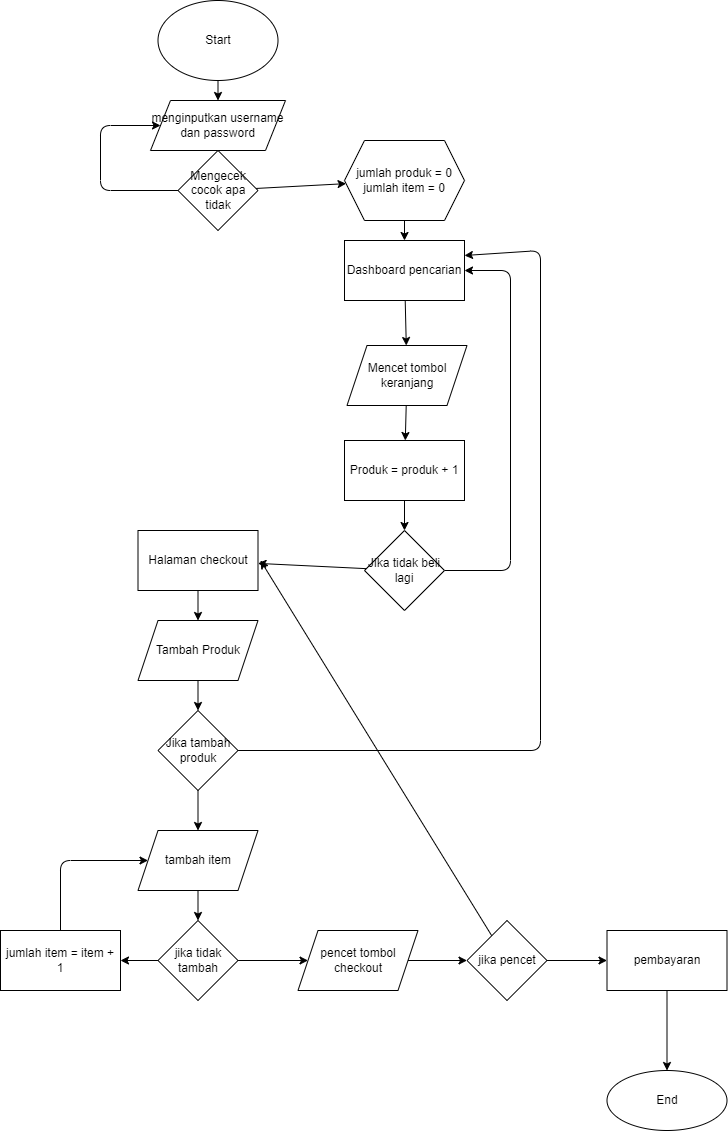 Start
menginputkan username
dan password
Mengecek
cocok apa
tidak
jumlah produk = 0
jumlah item = 0
Dashboard pencarian
Mencet tombol
keranjang
Produk = produk + 1
Jika tidak beli
lagi
Halaman checkout
Tambah Produk
Jika tambah
produk
tambah item
jumlah item = item +
1
jika tidak
tambah
pencet tombol
checkout
jika pencet
pembayaran
End